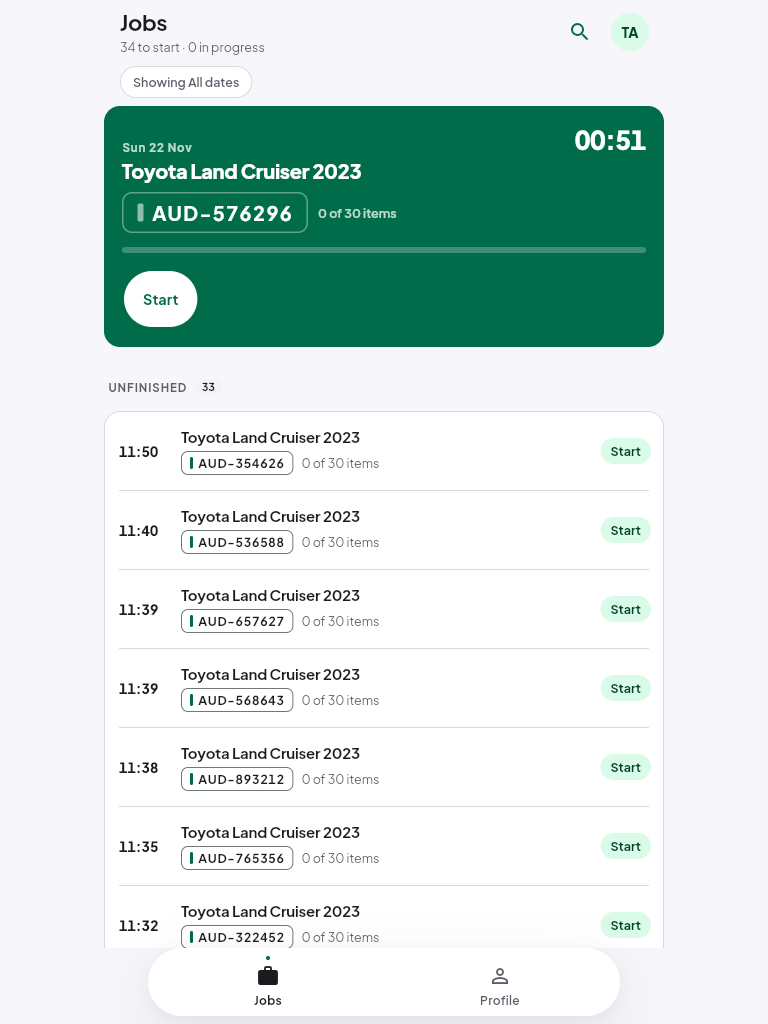 Jobs
34 to start · 0 in progress
TA
Showing All dates
00:51
Sun 22 Nov
Toyota Land Cruiser 2023
AUD-576296
0 of 30 items
Start
UNFINISHED 33
11:50
Toyota Land Cruiser 2023
AUD-354626
0 of 30 items
Start
11:40
Toyota Land Cruiser 2023
AUD-536588
0 of 30 items
Start
11:39
Toyota Land Cruiser 2023
AUD-657627
0 of 30 items
Start
11:39
Toyota Land Cruiser 2023
AUD-568643
0 of 30 items
Start
11:38
Toyota Land Cruiser 2023
AUD-893212
0 of 30 items
Start
11:35
Toyota Land Cruiser 2023
AUD-765356
0 of 30 items
Start
11:32
Toyota Land Cruiser 2023
AUD-322452
0 of 30 items
Start
Jobs
Profile